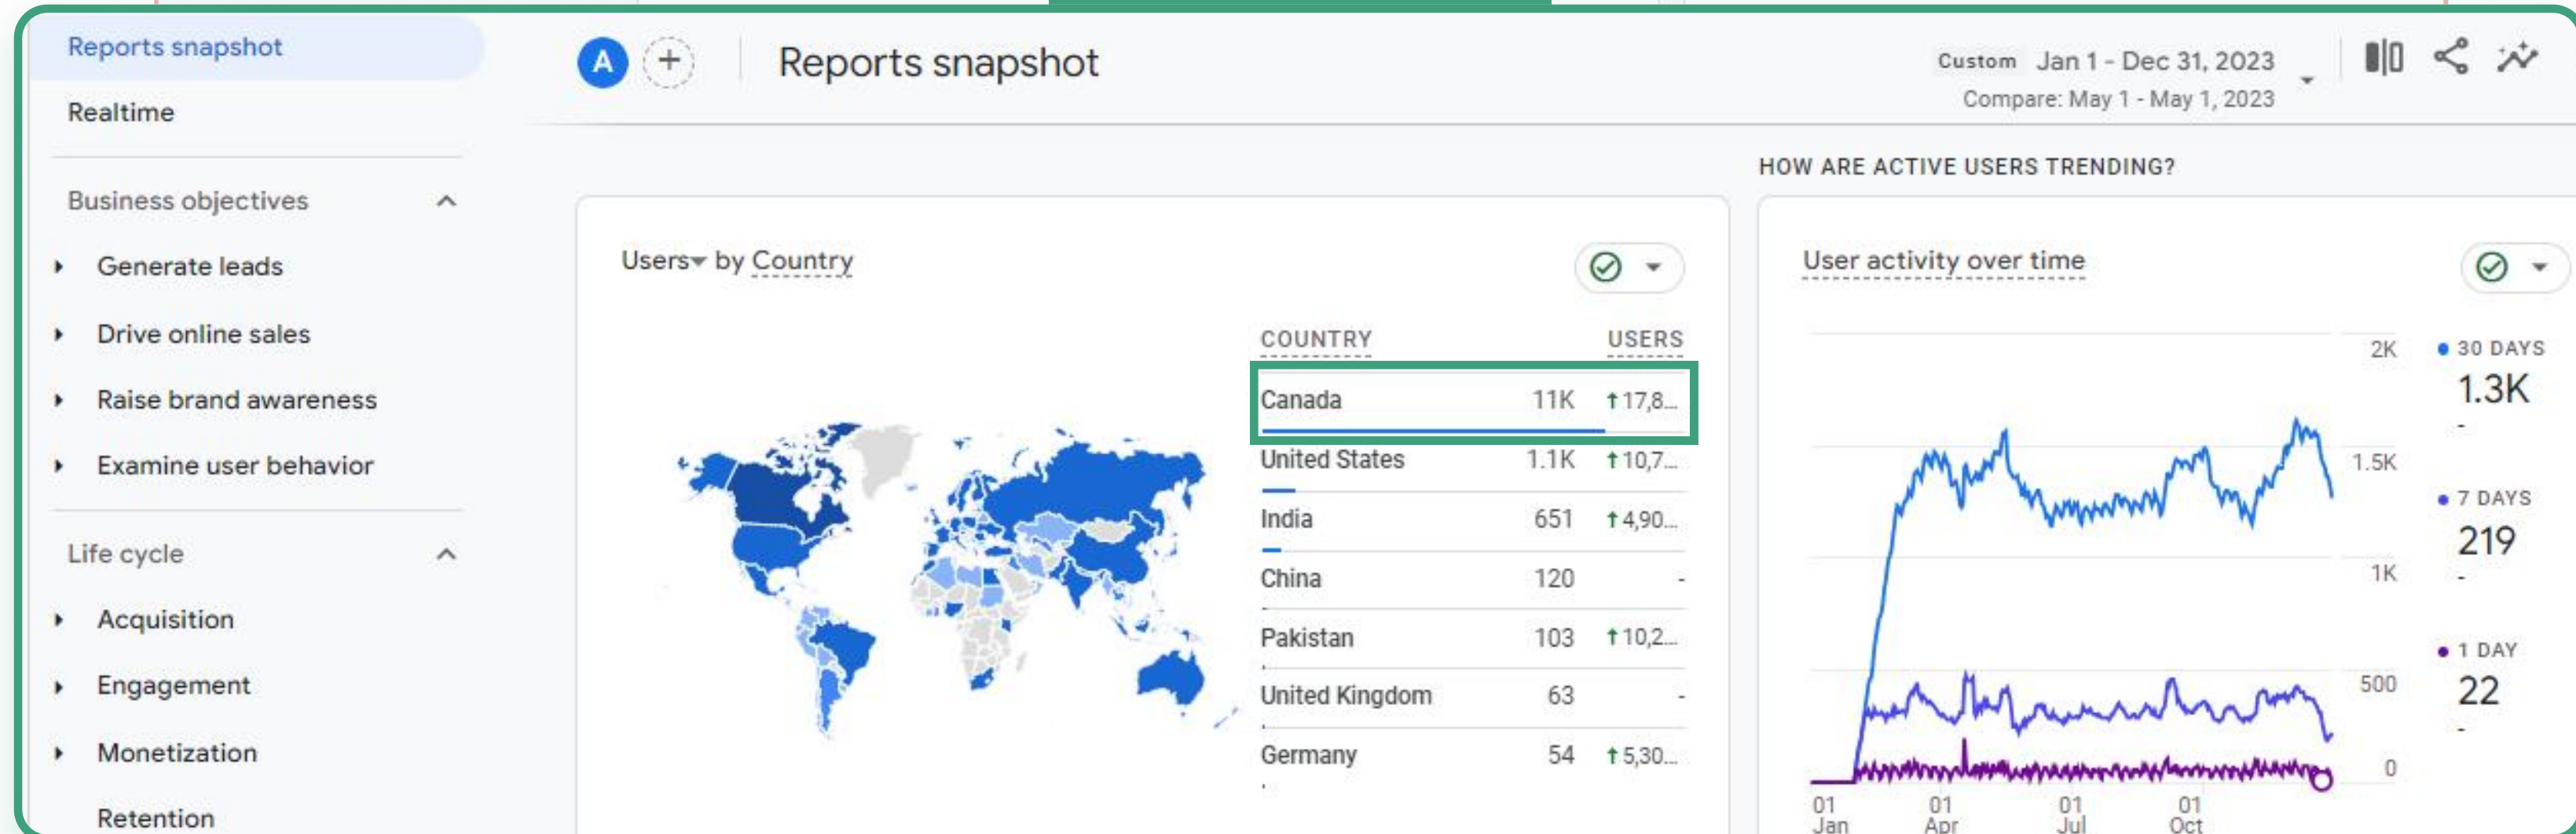 Reports snapshot
Realtime
Business objectives
Generate leads
Drive online sales
Raise brand awareness
Examine user behavior
Life cycle
Acquisition
Engagement
Monetization
Retention
A
Reports snapshot
Custom Jan 1 - Dec 31, 2023
Compare: May 1 - May 1, 2023
Users by Country
COUNTRY USERS
Canada 11K ↑17,8...
United States 1.1K ↑10,7...
India 651 ↑4,90...
China 120 -
Pakistan 103 ↑10,2...
United Kingdom 63 -
Germany 54 ↑5,30...
HOW ARE ACTIVE USERS TRENDING?
User activity over time
2K
1.5K
1K
500
0
01 Jan
01 Apr
01 Jul
01 Oct
30 DAYS
1.3K
-
7 DAYS
219
-
1 DAY
22
-